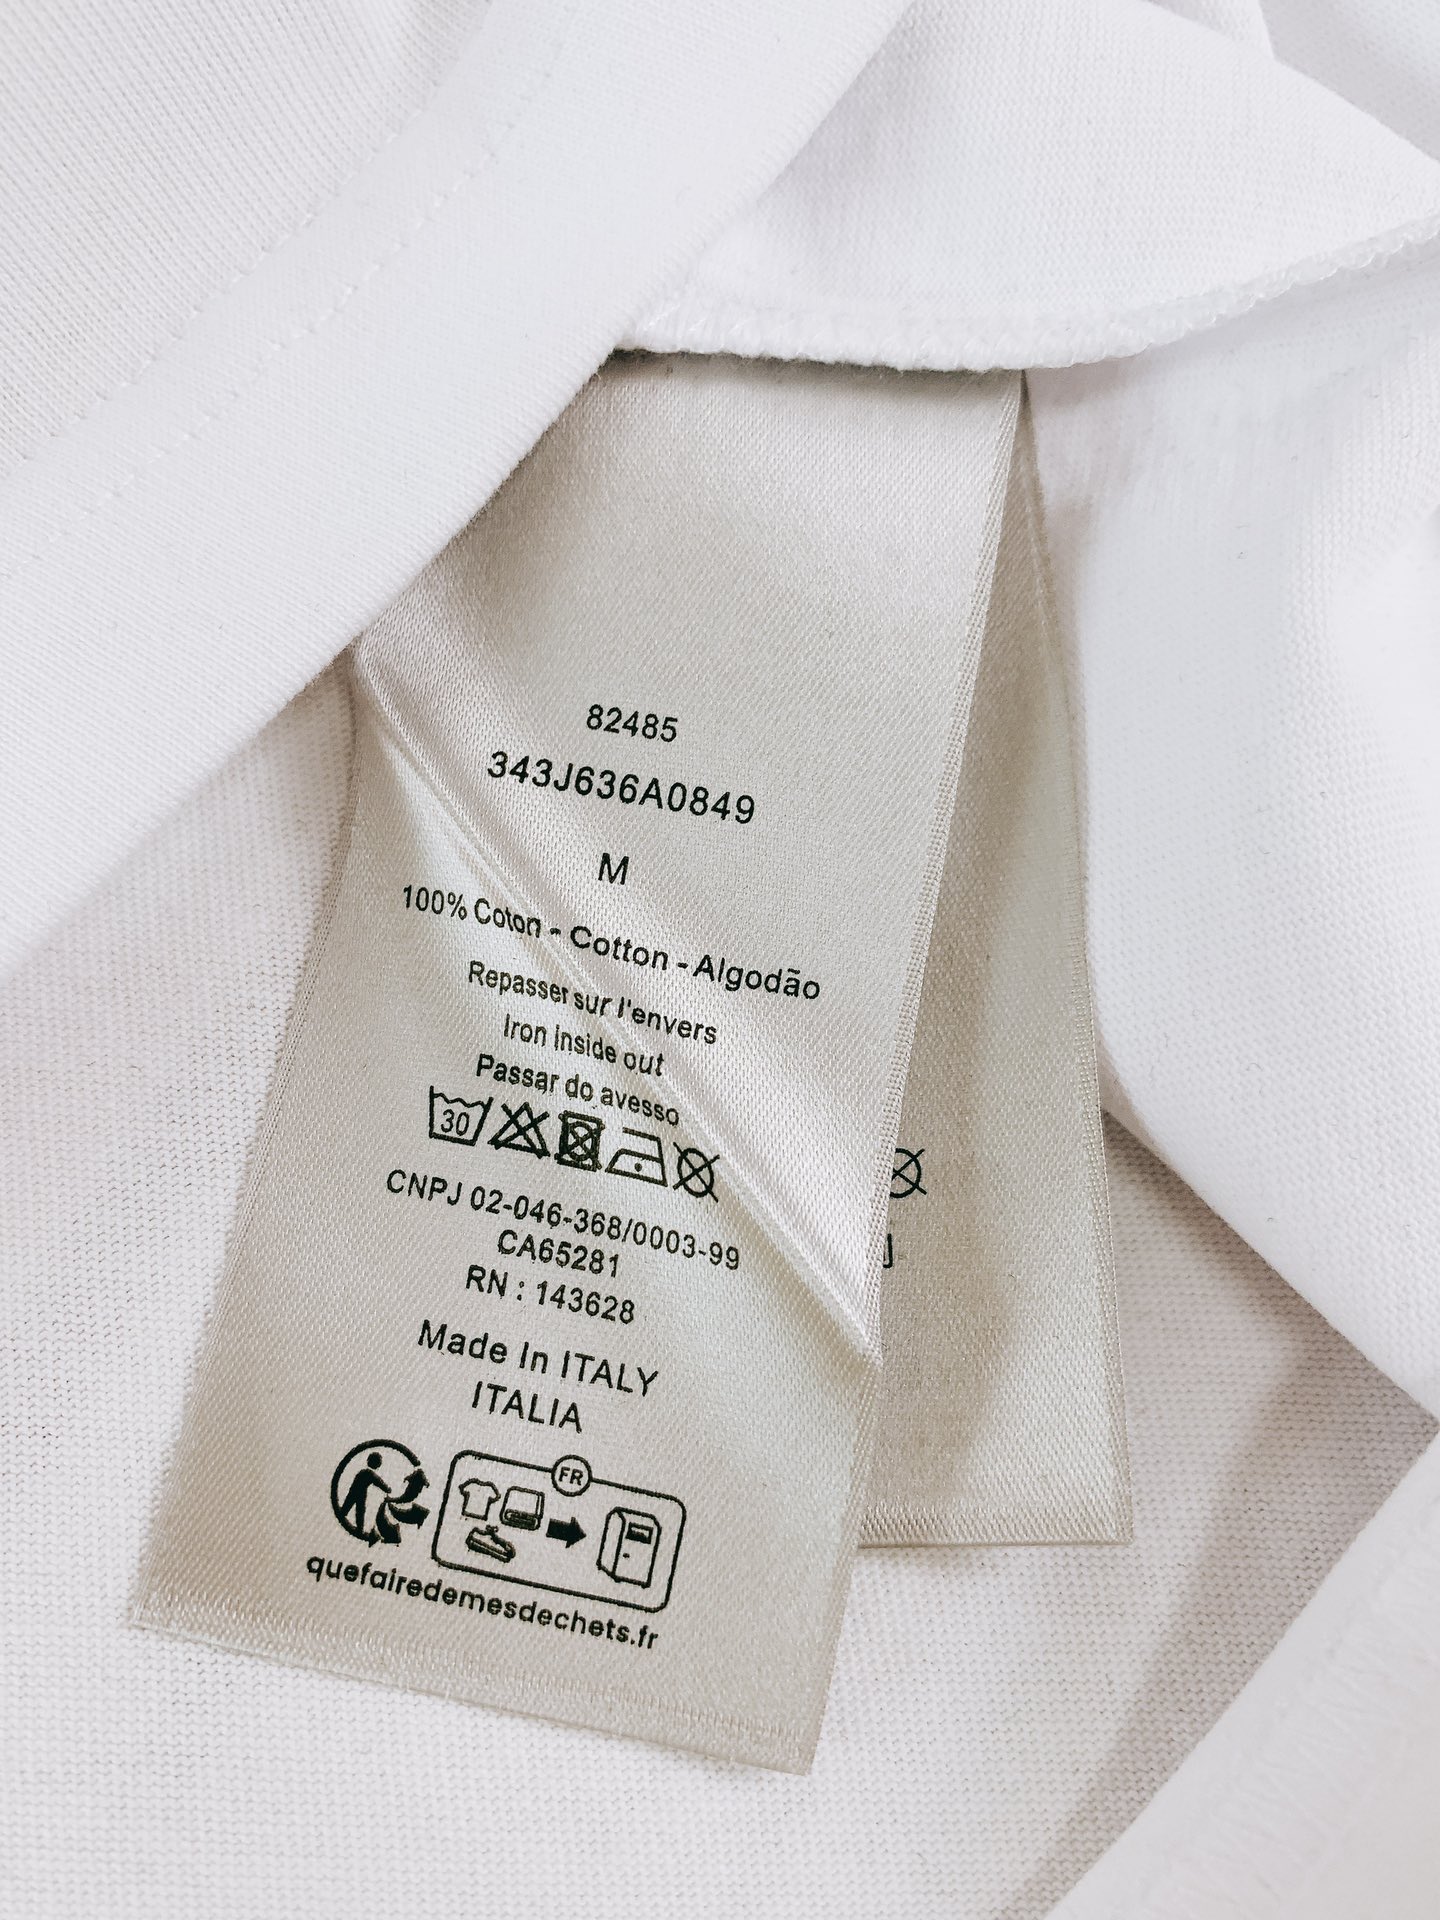 82485
343J636A0849
M
100% Coton - Cotton - Algodão
Repasser sur l'envers
Iron inside out
Passar do avesso
30
CNPJ 02-046-368/0003-99
CA65281
RN : 143628
Made In ITALY
ITALIA
FR
quefairedemesdechets.fr